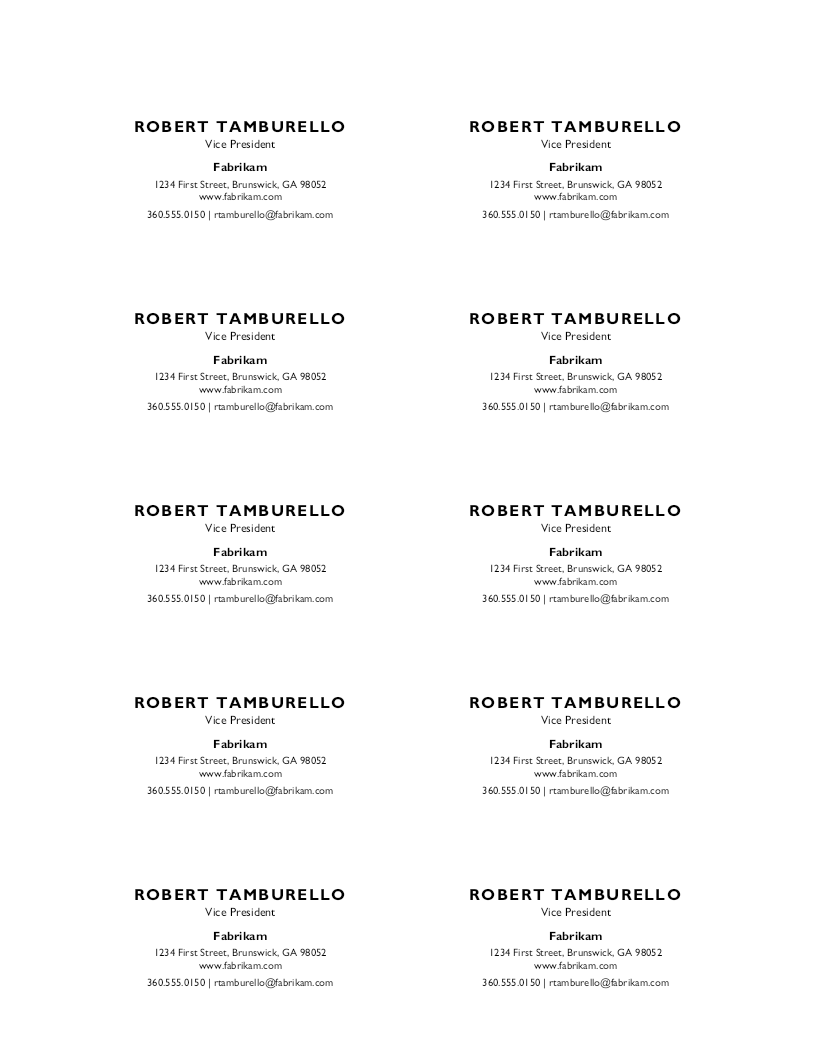 ROBERT TAMBURELLO
Vice President
Fabrikam
1234 First Street, Brunswick, GA 98052
www.fabrikam.com
360.555.0150 | rtamburello@fabrikam.com
ROBERT TAMBURELLO
Vice President
Fabrikam
1234 First Street, Brunswick, GA 98052
www.fabrikam.com
360.555.0150 | rtamburello@fabrikam.com
ROBERT TAMBURELLO
Vice President
Fabrikam
1234 First Street, Brunswick, GA 98052
www.fabrikam.com
360.555.0150 | rtamburello@fabrikam.com
ROBERT TAMBURELLO
Vice President
Fabrikam
1234 First Street, Brunswick, GA 98052
www.fabrikam.com
360.555.0150 | rtamburello@fabrikam.com
ROBERT TAMBURELLO
Vice President
Fabrikam
1234 First Street, Brunswick, GA 98052
www.fabrikam.com
360.555.0150 | rtamburello@fabrikam.com
ROBERT TAMBURELLO
Vice President
Fabrikam
1234 First Street, Brunswick, GA 98052
www.fabrikam.com
360.555.0150 | rtamburello@fabrikam.com
ROBERT TAMBURELLO
Vice President
Fabrikam
1234 First Street, Brunswick, GA 98052
www.fabrikam.com
360.555.0150 | rtamburello@fabrikam.com
ROBERT TAMBURELLO
Vice President
Fabrikam
1234 First Street, Brunswick, GA 98052
www.fabrikam.com
360.555.0150 | rtamburello@fabrikam.com
ROBERT TAMBURELLO
Vice President
Fabrikam
1234 First Street, Brunswick, GA 98052
www.fabrikam.com
360.555.0150 | rtamburello@fabrikam.com
ROBERT TAMBURELLO
Vice President
Fabrikam
1234 First Street, Brunswick, GA 98052
www.fabrikam.com
360.555.0150 | rtamburello@fabrikam.com